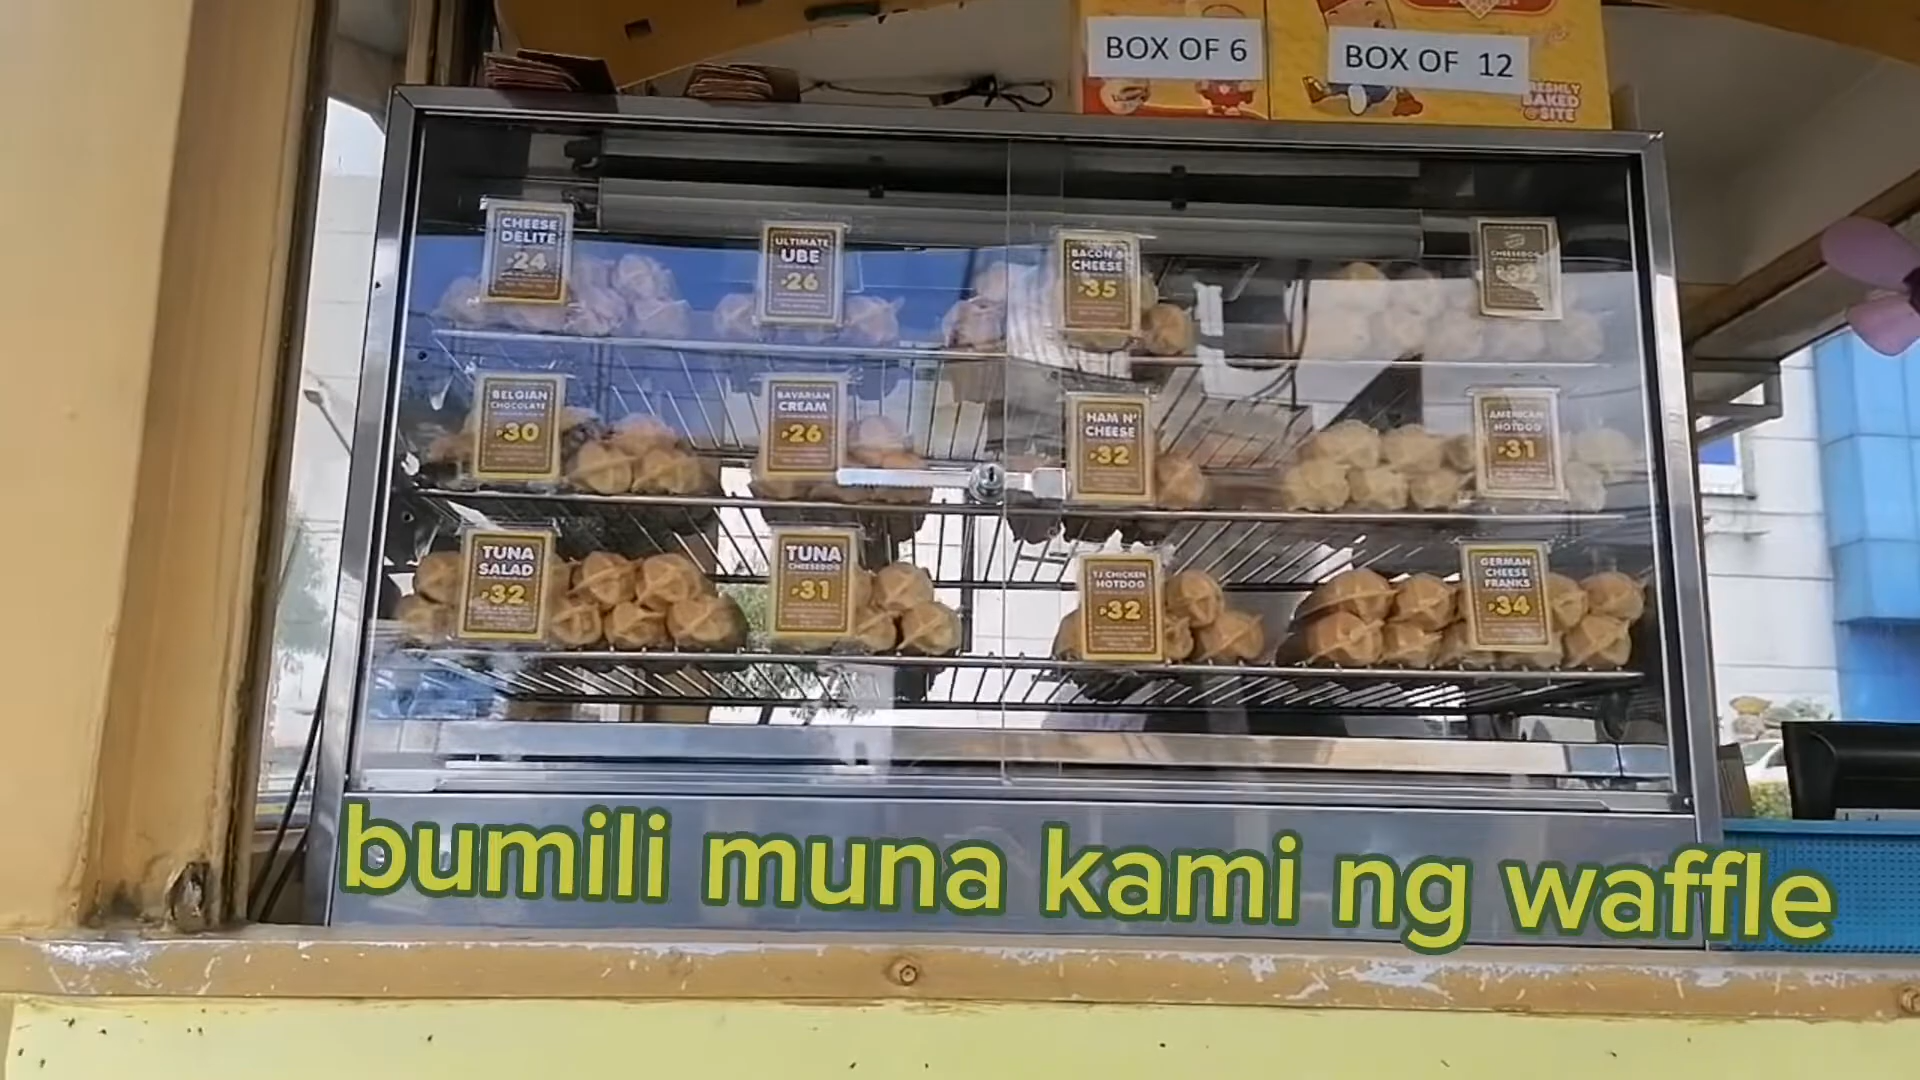 BOX OF 6
BOX OF 12
FRESHLY
BAKED
@SITE
CHEESE
DELITE
₱24
ULTIMATE
UBE
₱26
BACON &
CHEESE
₱35
CHEESEDOG
₱34
BELGIAN
CHOCOLATE
₱30
BAVARIAN
CREAM
₱26
HAM N'
CHEESE
₱32
AMERICAN
HOTDOG
₱31
TUNA
SALAD
₱32
TUNA
CHEESEDOG
₱31
TJ CHICKEN
HOTDOG
₱32
GERMAN
CHEESE
FRANKS
₱34
bumili muna kami ng waffle